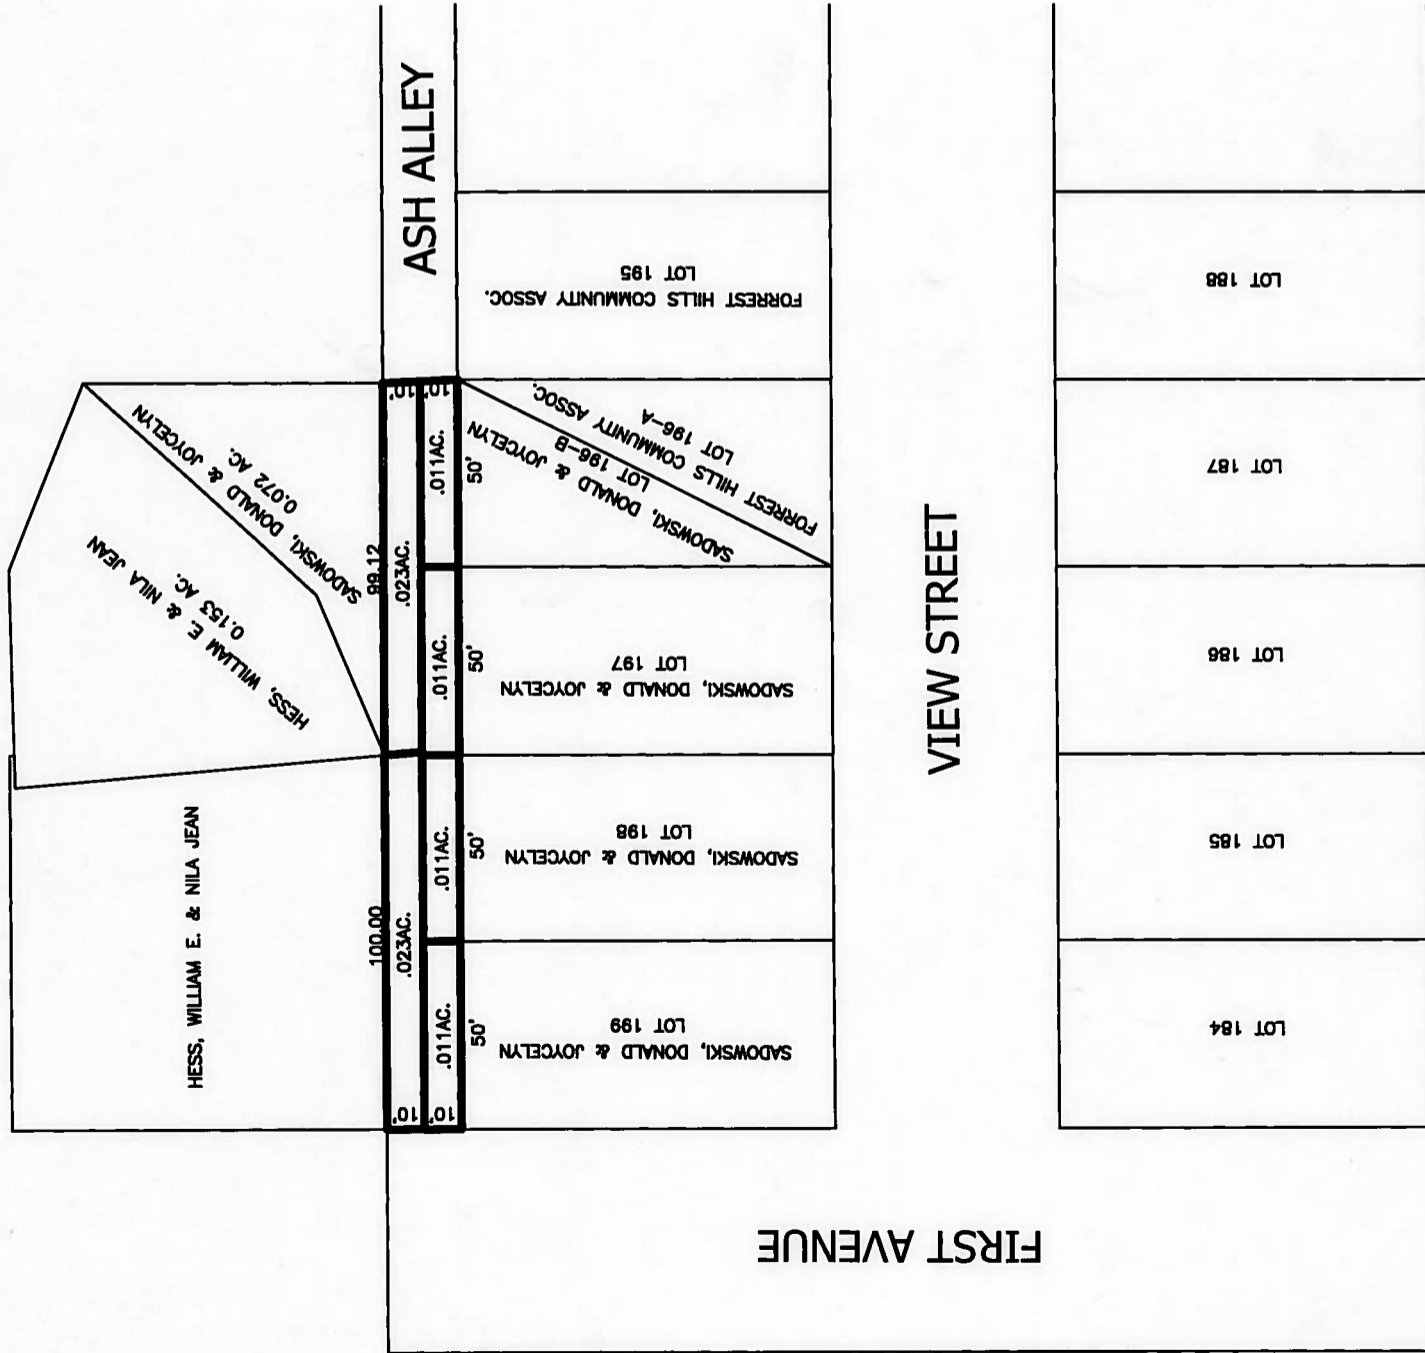 ASH ALLEY
FORREST HILLS COMMUNITY ASSOC.
LOT 195
LOT 188
SADOWSKI, DONALD & JOYCELYN
0.072 AC.
HESS, WILLIAM E. & NILA JEAN
0.153 AC.
99.12
10'
10'
.023AC.
.011AC.
50'
FORREST HILLS COMMUNITY ASSOC.
LOT 196-A
SADOWSKI, DONALD & JOYCELYN
LOT 196-B
LOT 187
.011AC.
50'
SADOWSKI, DONALD & JOYCELYN
LOT 197
VIEW STREET
LOT 186
HESS, WILLIAM E. & NILA JEAN
100.00
.023AC.
.011AC.
50'
SADOWSKI, DONALD & JOYCELYN
LOT 198
LOT 185
.011AC.
50'
10'
10'
SADOWSKI, DONALD & JOYCELYN
LOT 199
LOT 184
FIRST AVENUE